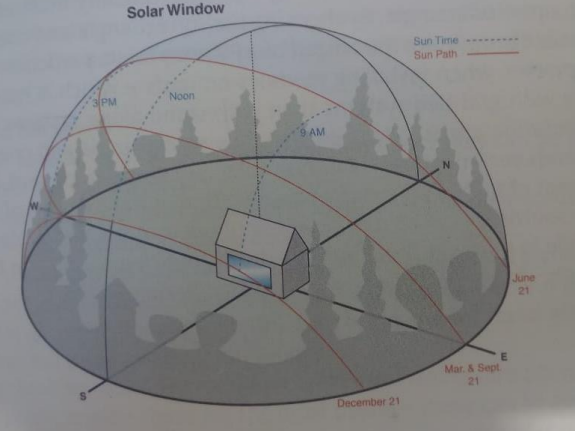 Solar Window
Sun Time
Sun Path
3 PM
Noon
9 AM
N
W
June
21
E
Mar. & Sept.
21
S
December 21